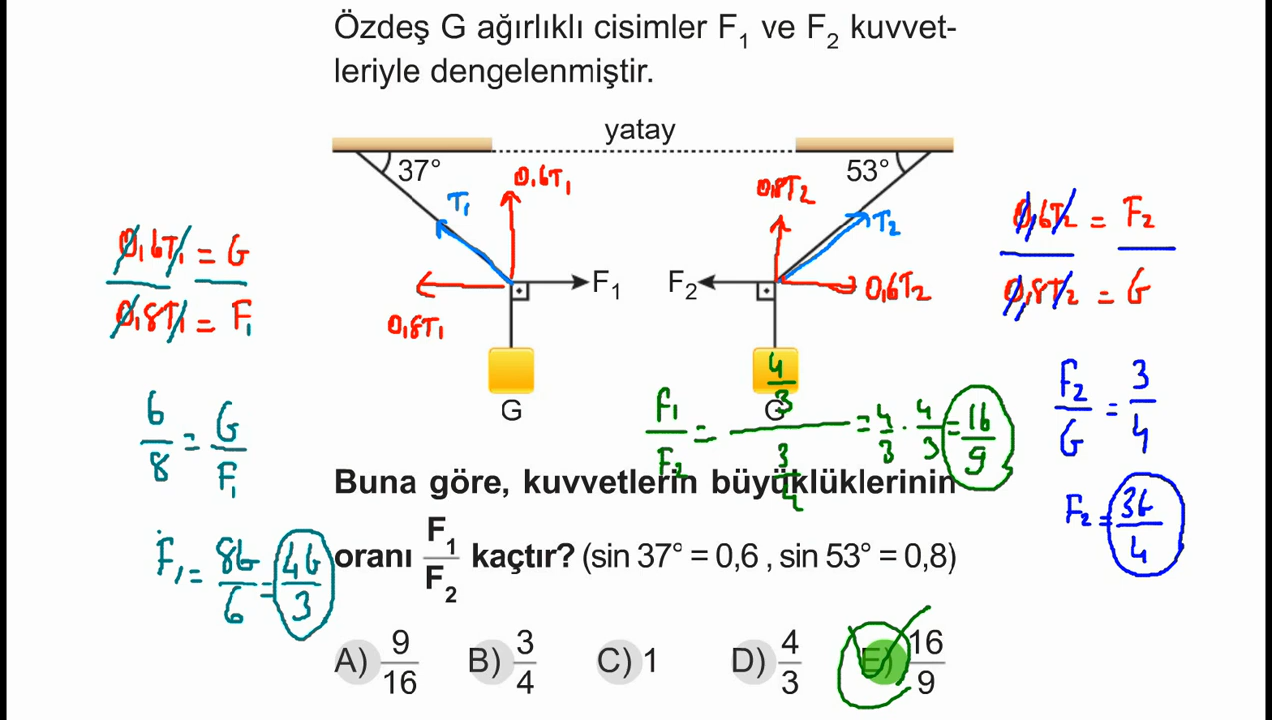 Özdeş G ağırlıklı cisimler F₁ ve F₂ kuvvet-
leriyle dengelenmiştir.
yatay
37° 53°
0,6T₁ 0,8T₂
T₁ T₂
F₁ F₂
0,8T₁ 0,6T₂
G G
0,6T₁ = G
0,8T₁ = F₁
6/8 = G/F₁
F₁ = 8G/6 = 4G/3
0,6T₂ = F₂
0,8T₂ = G
F₂/G = 3/4
F₂ = 3G/4
F₁/F₂ = (4/3)/(3/4) = 4/3 · 4/3 = 16/9
Buna göre, kuvvetlerin büyüklüklerinin
oranı F₁/F₂ kaçtır? (sin 37° = 0,6 , sin 53° = 0,8)
A) 9/16 B) 3/4 C) 1 D) 4/3 E) 16/9